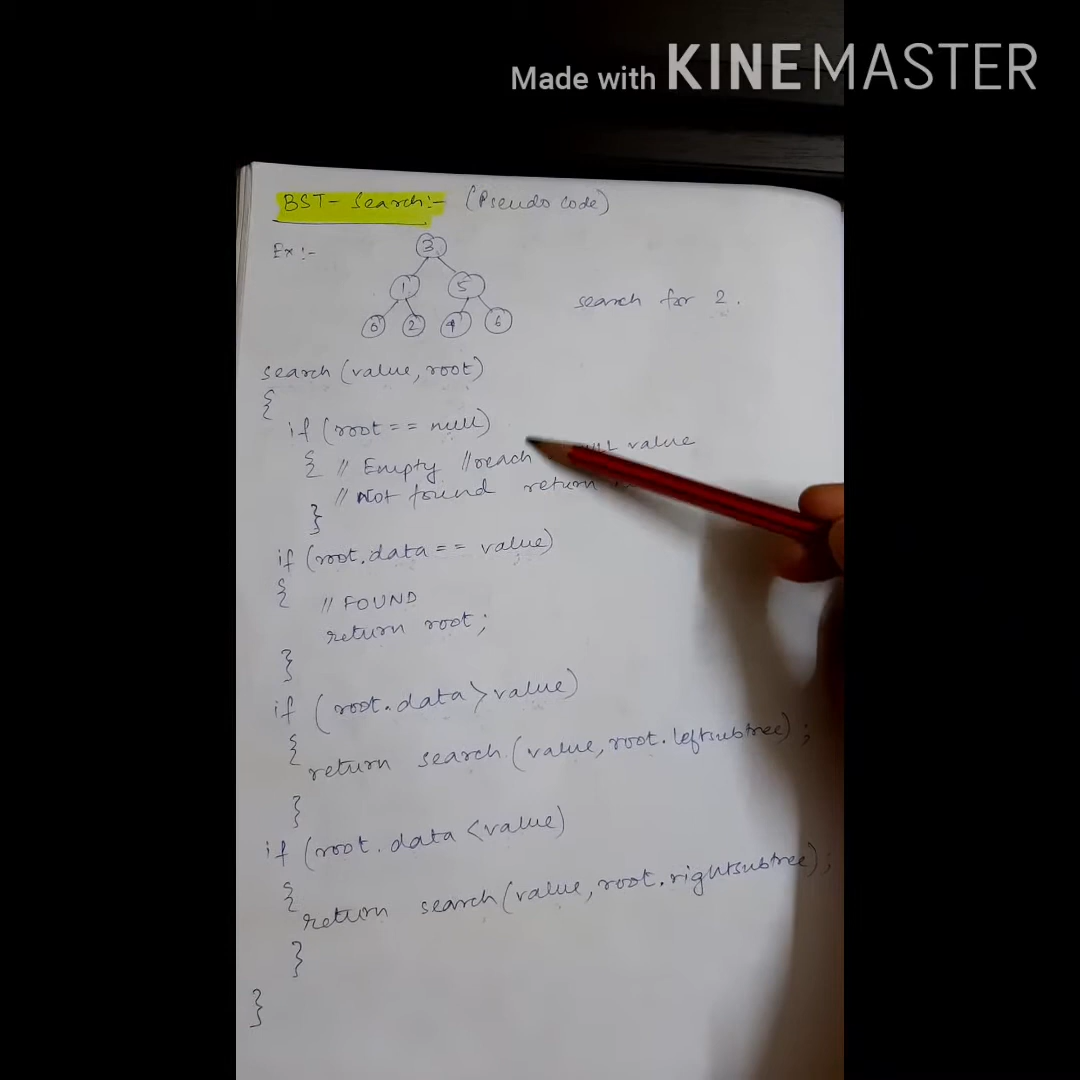 Made with KINEMASTER
BST- Search:- (Pseudo code)
Ex:-
3
1 5
0 2 4 6
search for 2.
search (value, root)
{
if (root == null)
{ // Empty //reach value
// Not found return
}
if (root.data == value)
{
// FOUND
return root;
}
if (root.data > value)
{
return search (value, root.leftsubtree);
}
if (root.data < value)
{
return search (value, root.rightsubtree);
}
}